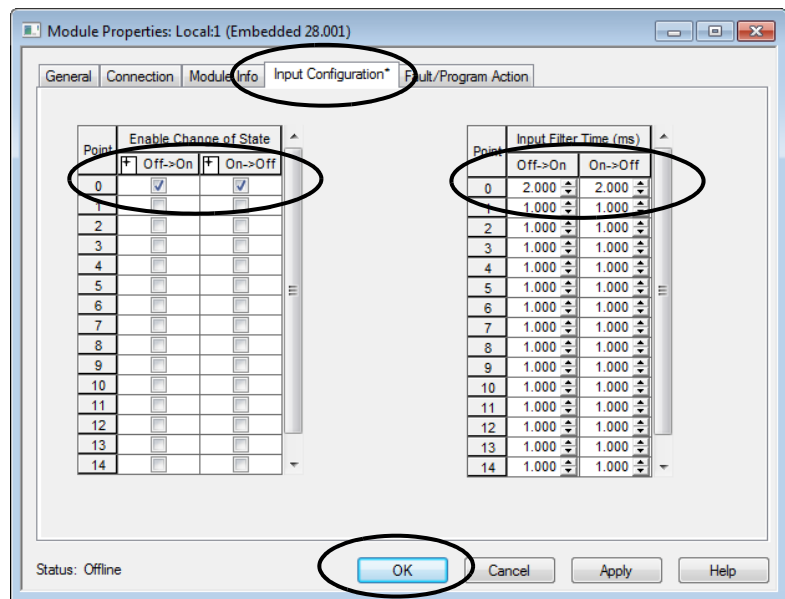 Module Properties: Local:1 (Embedded 28.001)
General Connection Module Info Input Configuration* Fault/Program Action
Enable Change of State
Point Off->On On->Off
0
1
2
3
4
5
6
7
8
9
10
11
12
13
14
Input Filter Time (ms)
Point Off->On On->Off
0 2.000 2.000
1 1.000 1.000
2 1.000 1.000
3 1.000 1.000
4 1.000 1.000
5 1.000 1.000
6 1.000 1.000
7 1.000 1.000
8 1.000 1.000
9 1.000 1.000
10 1.000 1.000
11 1.000 1.000
12 1.000 1.000
13 1.000 1.000
14 1.000 1.000
Status: Offline
OK Cancel Apply Help